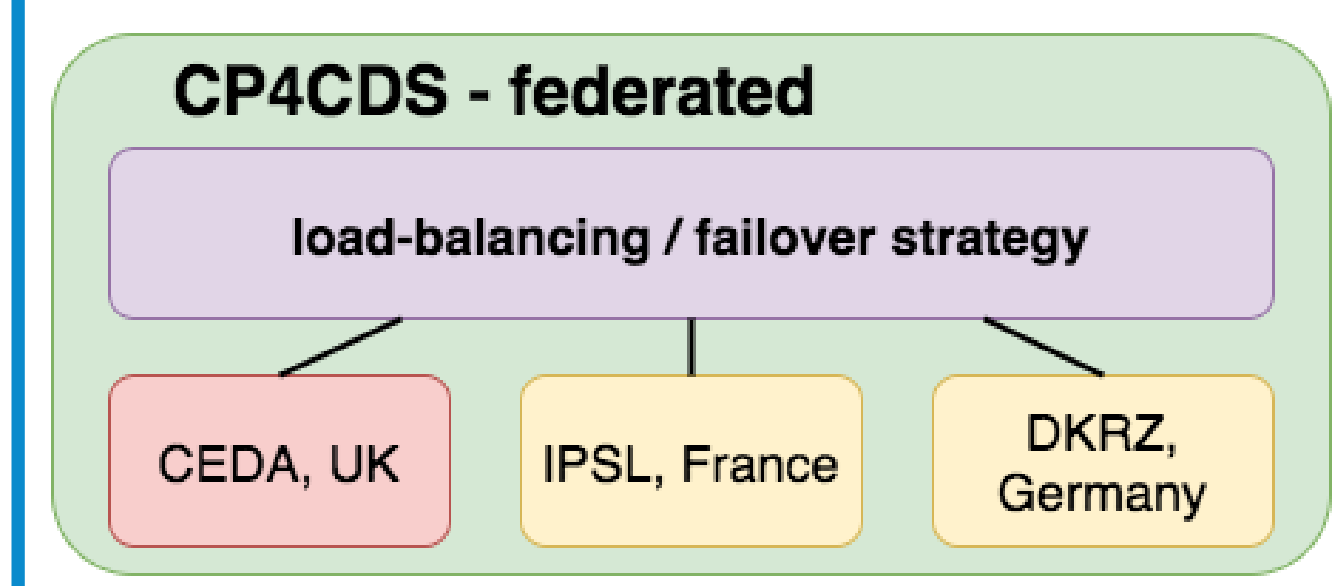 CP4CDS - federated
load-balancing / failover strategy
CEDA, UK
IPSL, France
DKRZ,
Germany